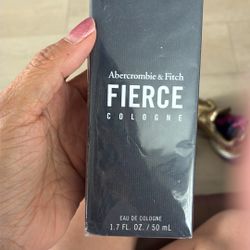 Abercrombie & Fitch
FIERCE
COLOGNE
EAU DE COLOGNE
1.7 FL. OZ. / 50 mL